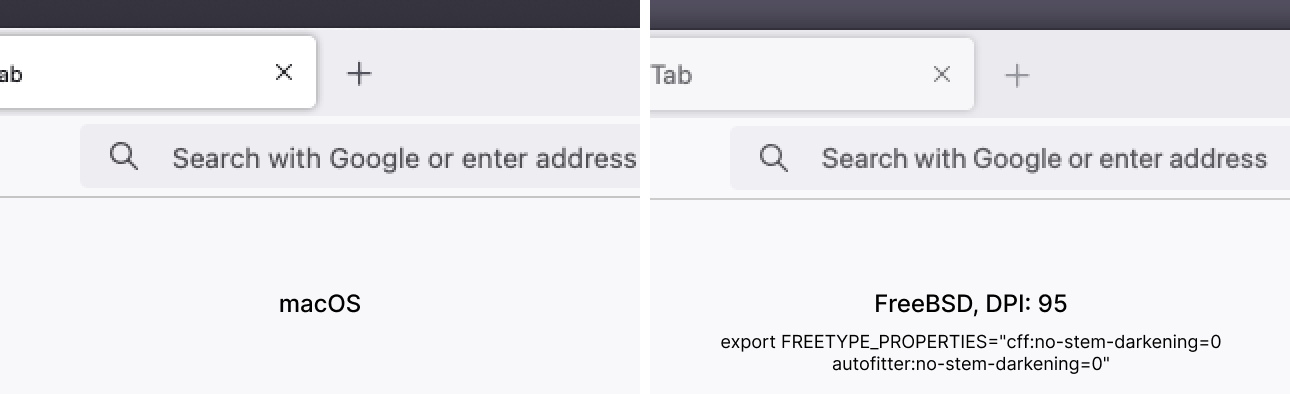 ab
Search with Google or enter address
macOS
Tab
Search with Google or enter address
FreeBSD, DPI: 95
export FREETYPE_PROPERTIES="cff:no-stem-darkening=0
autofitter:no-stem-darkening=0"